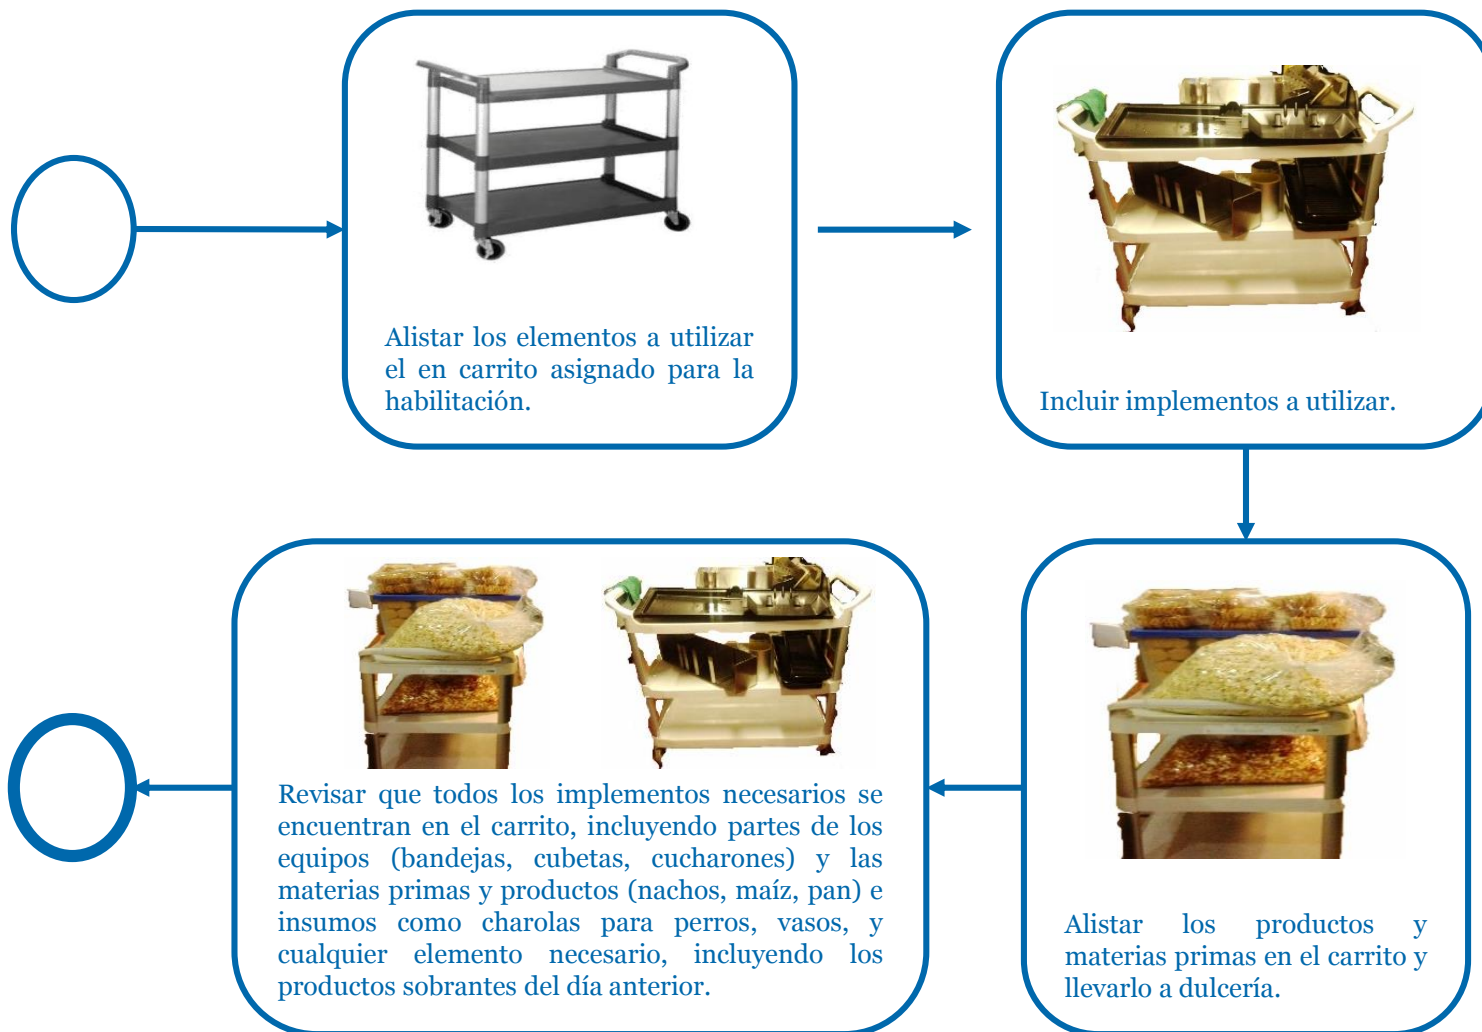 Alistar los elementos a utilizar
el en carrito asignado para la
habilitación.
Incluir implementos a utilizar.
Alistar los productos y
materias primas en el carrito y
llevarlo a dulcería.
Revisar que todos los implementos necesarios se
encuentran en el carrito, incluyendo partes de los
equipos (bandejas, cubetas, cucharones) y las
materias primas y productos (nachos, maíz, pan) e
insumos como charolas para perros, vasos, y
cualquier elemento necesario, incluyendo los
productos sobrantes del día anterior.